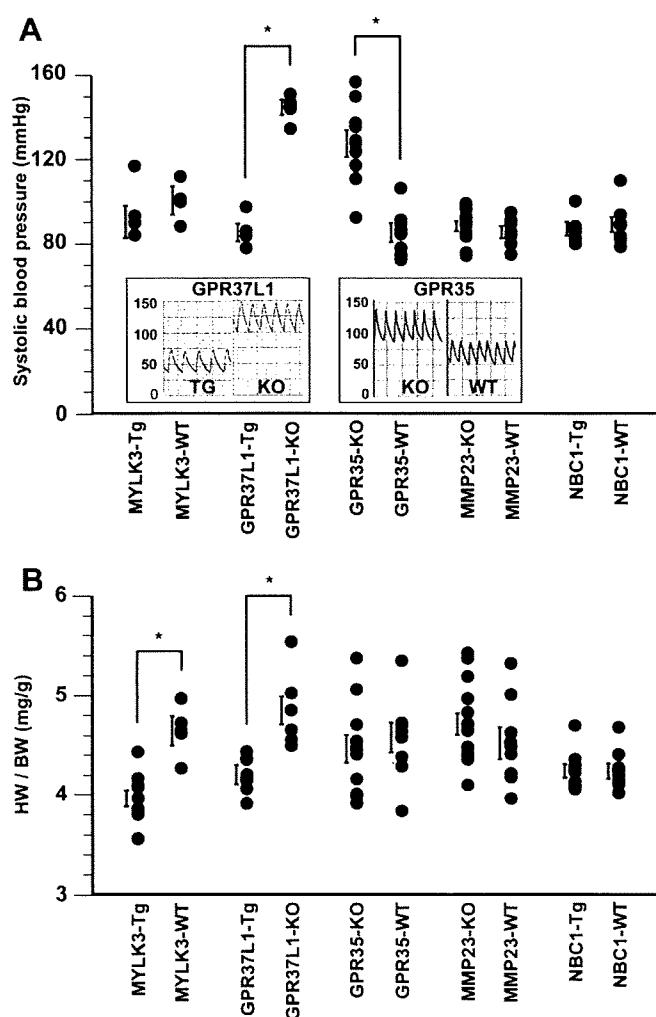 A
*
*
Systolic blood pressure (mmHg)
160
120
80
40
0
GPR37L1
150
100
50
0
TG
KO
GPR35
150
100
50
0
KO
WT
MYLK3-Tg
MYLK3-WT
GPR37L1-Tg
GPR37L1-KO
GPR35-KO
GPR35-WT
MMP23-KO
MMP23-WT
NBC1-Tg
NBC1-WT
B
*
*
HW / BW (mg/g)
6
5
4
3
MYLK3-Tg
MYLK3-WT
GPR37L1-Tg
GPR37L1-KO
GPR35-KO
GPR35-WT
MMP23-KO
MMP23-WT
NBC1-Tg
NBC1-WT